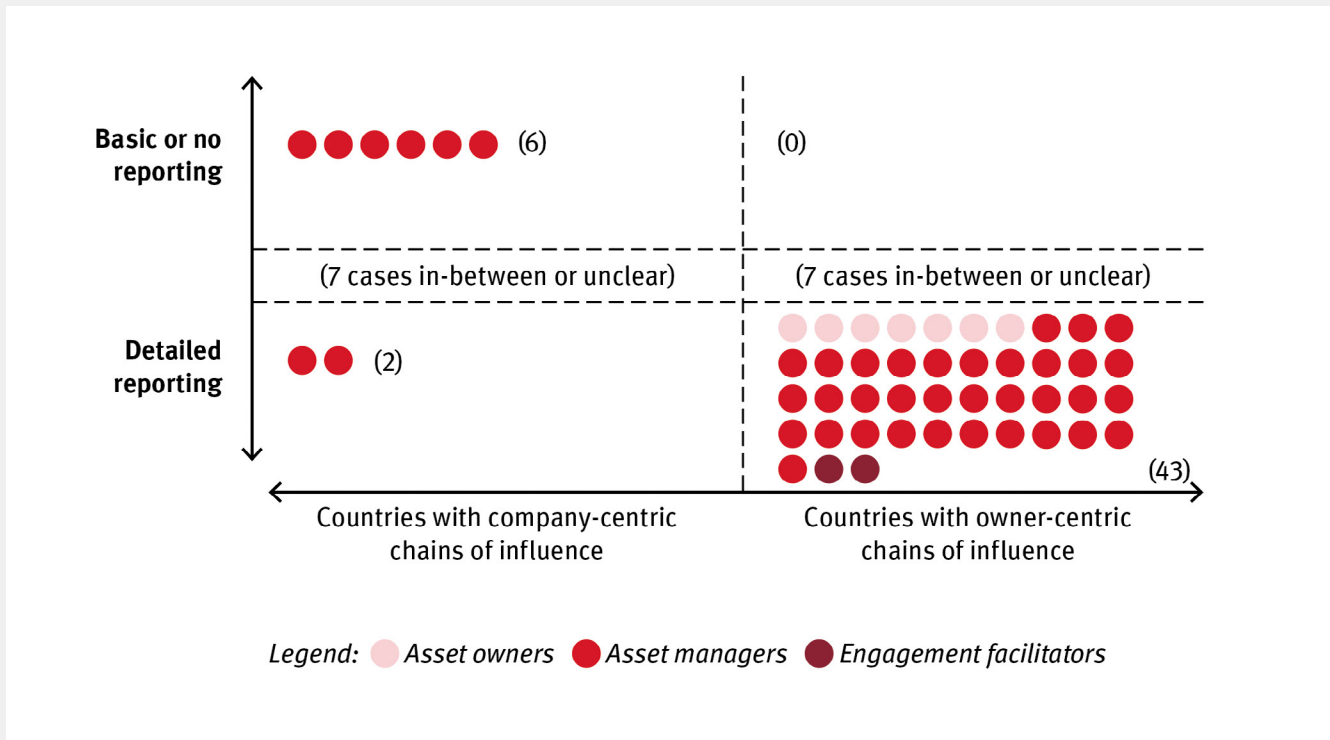 Basic or no
reporting
(6)
(0)
(7 cases in-between or unclear)
(7 cases in-between or unclear)
Detailed
reporting
(2)
(43)
Countries with company-centric
chains of influence
Countries with owner-centric
chains of influence
Legend: Asset owners Asset managers Engagement facilitators